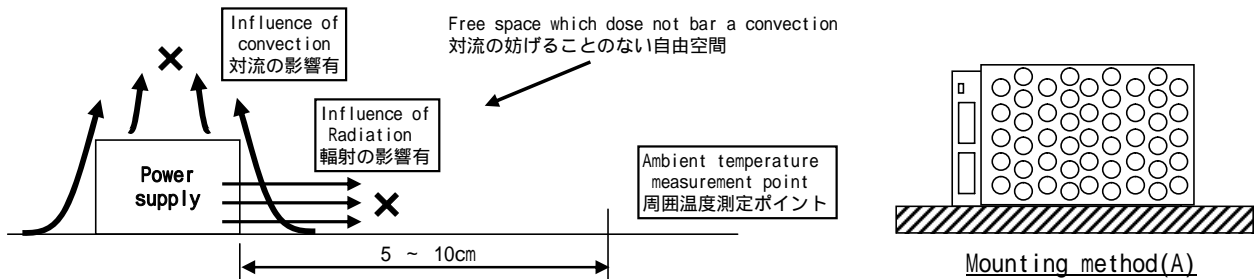 Influence of
convection
対流の影響有
Free space which dose not bar a convection
対流の妨げることのない自由空間
Influence of
Radiation
輻射の影響有
Power
supply
Ambient temperature
measurement point
周囲温度測定ポイント
5 ~ 10cm
Mounting method(A)